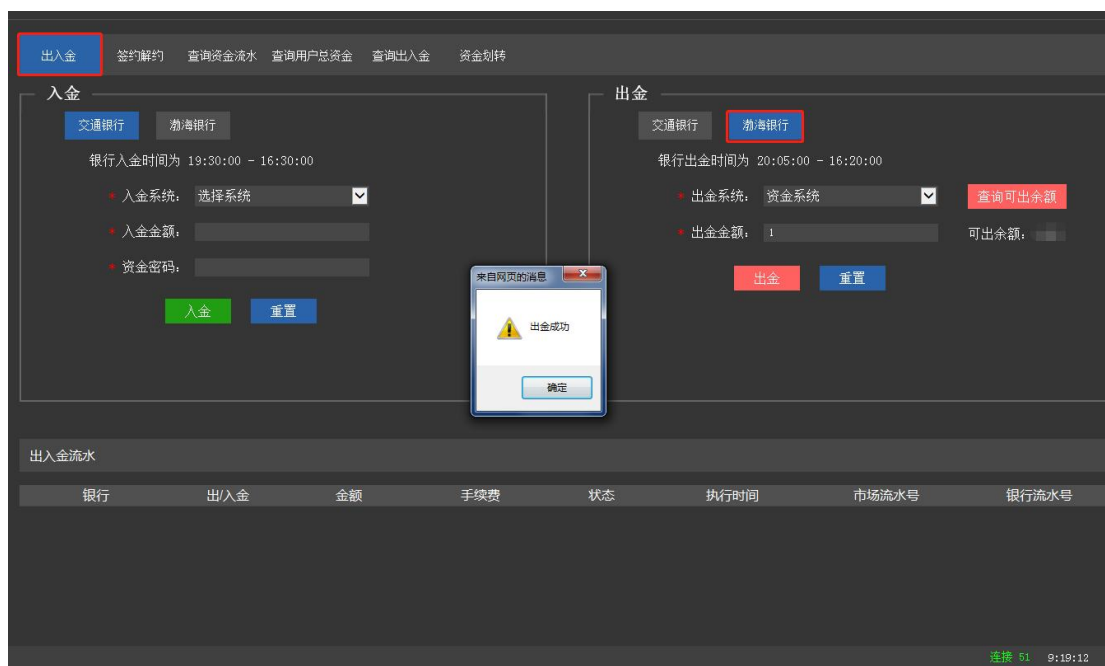 出入金 签约解约 查询资金流水 查询用户总资金 查询出入金 资金划转
入金
交通银行 渤海银行
银行入金时间为 19:30:00 - 16:30:00
* 入金系统: 选择系统
* 入金金额:
* 资金密码:
入金 重置
出金
交通银行 渤海银行
银行出金时间为 20:05:00 - 16:20:00
* 出金系统: 资金系统 查询可出余额
* 出金金额: 1 可出余额:
出金 重置
来自网页的消息
出金成功
确定
出入金流水
银行 出/入金 金额 手续费 状态 执行时间 市场流水号 银行流水号
连接 51 9:19:12